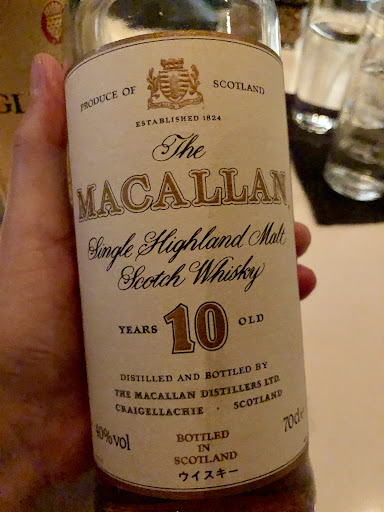 GI
PRODUCE OF SCOTLAND
ESTABLISHED 1824
The
MACALLAN
Single Highland Malt
Scotch Whisky
YEARS 10 OLD
DISTILLED AND BOTTLED BY
THE MACALLAN DISTILLERS LTD.
CRAIGELLACHIE · SCOTLAND
40%vol
70cl e
BOTTLED
IN
SCOTLAND
ウイスキー